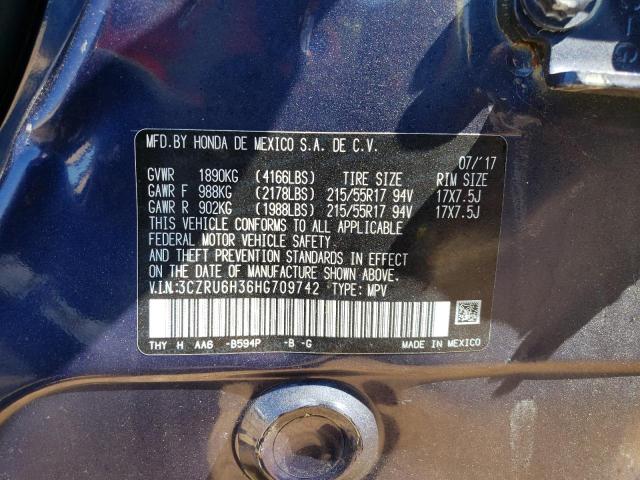 MFD.BY HONDA DE MEXICO S.A. DE C.V.
07/'17
GVWR 1890KG (4166LBS) TIRE SIZE RIM SIZE
GAWR F 988KG (2178LBS) 215/55R17 94V 17X7.5J
GAWR R 902KG (1988LBS) 215/55R17 94V 17X7.5J
THIS VEHICLE CONFORMS TO ALL APPLICABLE
FEDERAL MOTOR VEHICLE SAFETY
AND THEFT PREVENTION STANDARDS IN EFFECT
ON THE DATE OF MANUFACTURE SHOWN ABOVE.
V.I.N.:3CZRU6H36HG709742 TYPE: MPV
THY H AA6 -B594P -B -G MADE IN MEXICO